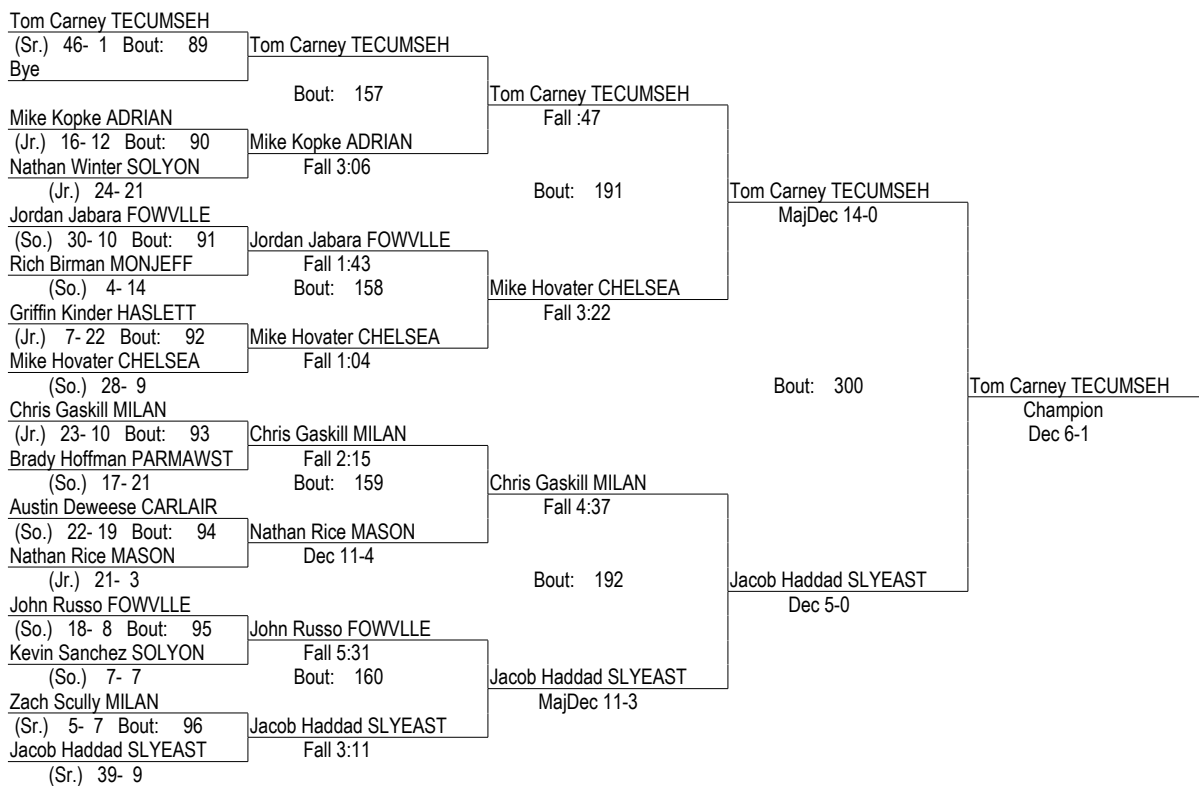 Tom Carney TECUMSEH
(Sr.) 46- 1 Bout: 89
Bye
Mike Kopke ADRIAN
(Jr.) 16- 12 Bout: 90
Nathan Winter SOLYON
(Jr.) 24- 21
Jordan Jabara FOWVLLE
(So.) 30- 10 Bout: 91
Rich Birman MONJEFF
(So.) 4- 14
Griffin Kinder HASLETT
(Jr.) 7- 22 Bout: 92
Mike Hovater CHELSEA
(So.) 28- 9
Chris Gaskill MILAN
(Jr.) 23- 10 Bout: 93
Brady Hoffman PARMAWST
(So.) 17- 21
Austin Deweese CARLAIR
(So.) 22- 19 Bout: 94
Nathan Rice MASON
(Jr.) 21- 3
John Russo FOWVLLE
(So.) 18- 8 Bout: 95
Kevin Sanchez SOLYON
(So.) 7- 7
Zach Scully MILAN
(Sr.) 5- 7 Bout: 96
Jacob Haddad SLYEAST
(Sr.) 39- 9
Tom Carney TECUMSEH
Bout: 157
Mike Kopke ADRIAN
Fall 3:06
Jordan Jabara FOWVLLE
Fall 1:43
Bout: 158
Mike Hovater CHELSEA
Fall 1:04
Chris Gaskill MILAN
Fall 2:15
Bout: 159
Nathan Rice MASON
Dec 11-4
John Russo FOWVLLE
Fall 5:31
Bout: 160
Jacob Haddad SLYEAST
Fall 3:11
Tom Carney TECUMSEH
Fall :47
Bout: 191
Mike Hovater CHELSEA
Fall 3:22
Chris Gaskill MILAN
Fall 4:37
Bout: 192
Jacob Haddad SLYEAST
MajDec 11-3
Tom Carney TECUMSEH
MajDec 14-0
Bout: 300
Jacob Haddad SLYEAST
Dec 5-0
Tom Carney TECUMSEH
Champion
Dec 6-1